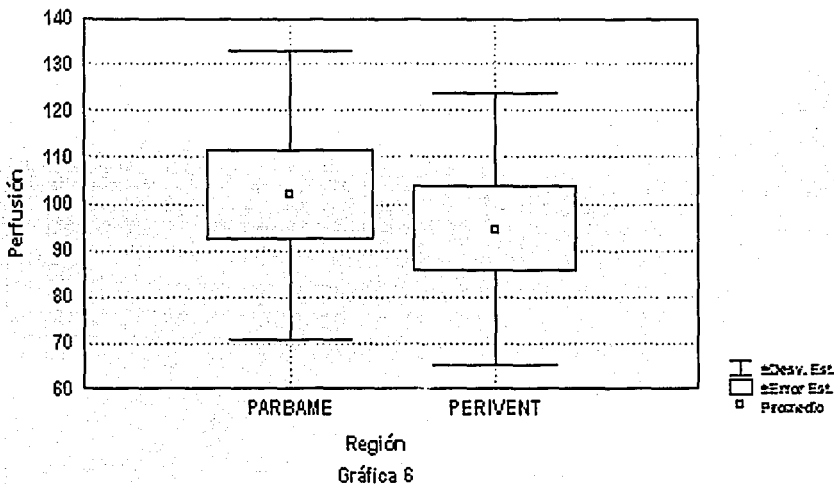 140
130
120
110
100
90
80
70
60
Perfusión
PARBAME PERIVENT
Región
Gráfica 6
±Desv. Est.
±Error Est.
Promedio